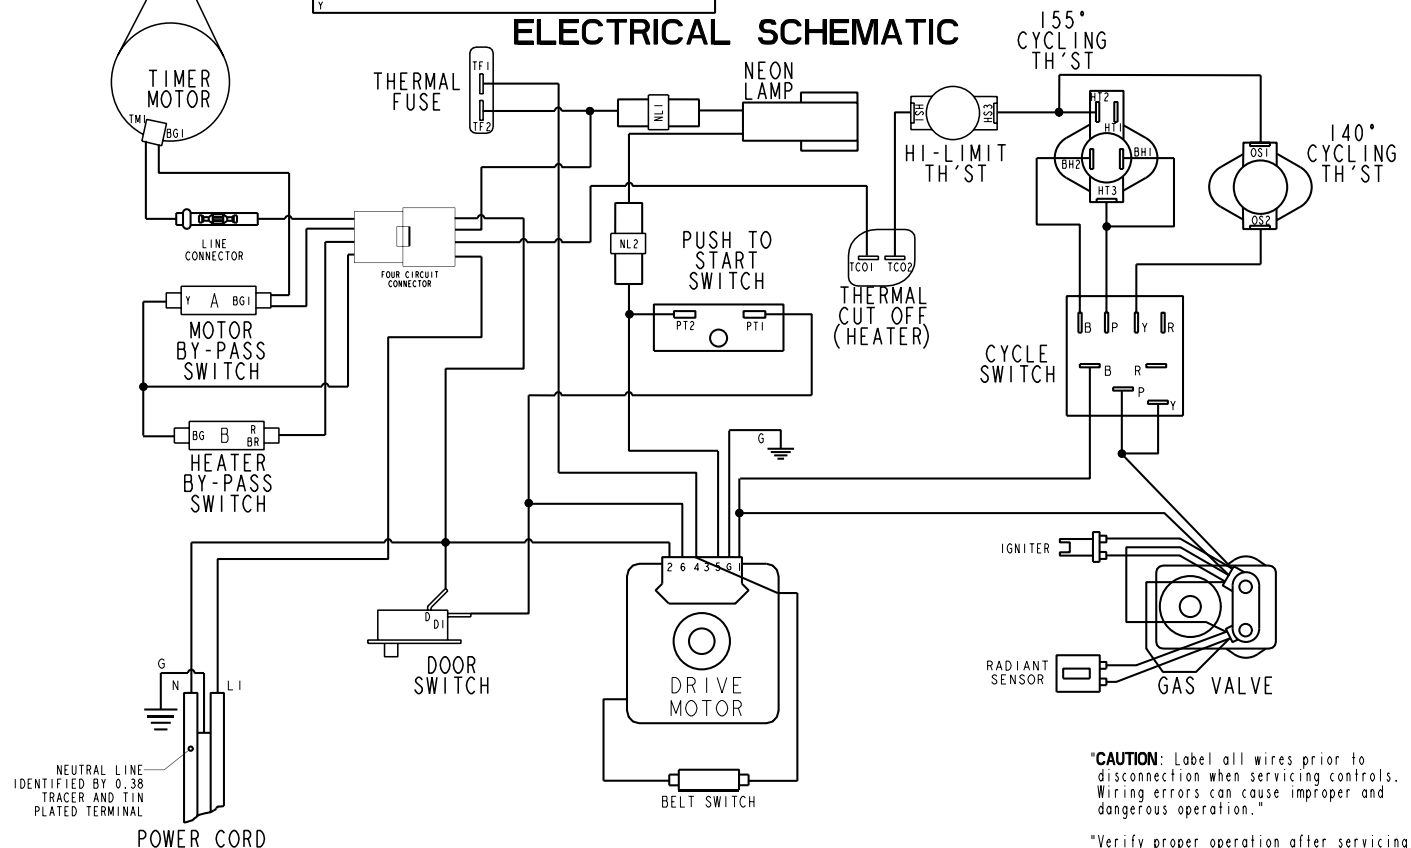 Y
ELECTRICAL SCHEMATIC
155°
CYCLING
TH'ST
TIMER
MOTOR
TM1
BG1
THERMAL
FUSE
TF1
TF2
NL1
NEON
LAMP
HS1
HS3
HI-LIMIT
TH'ST
HT2
HT1
BH2
BH1
HT3
OS1
OS2
140°
CYCLING
TH'ST
LINE
CONNECTOR
FOUR CIRCUIT
CONNECTOR
NL2
PUSH TO
START
SWITCH
PT2
PT1
TCO1
TCO2
THERMAL
CUT OFF
(HEATER)
Y
A
BG1
MOTOR
BY-PASS
SWITCH
BG
B
R
BR
HEATER
BY-PASS
SWITCH
CYCLE
SWITCH
B
P
Y
R
B
R
P
Y
G
2 6 4 3 5 G 1
IGNITER
D
D1
DOOR
SWITCH
DRIVE
MOTOR
RADIANT
SENSOR
GAS VALVE
G
N
L1
NEUTRAL LINE
IDENTIFIED BY 0.38
TRACER AND TIN
PLATED TERMINAL
POWER CORD
BELT SWITCH
"CAUTION: Label all wires prior to
disconnection when servicing controls.
Wiring errors can cause improper and
dangerous operation."
"Verify proper operation after servicing